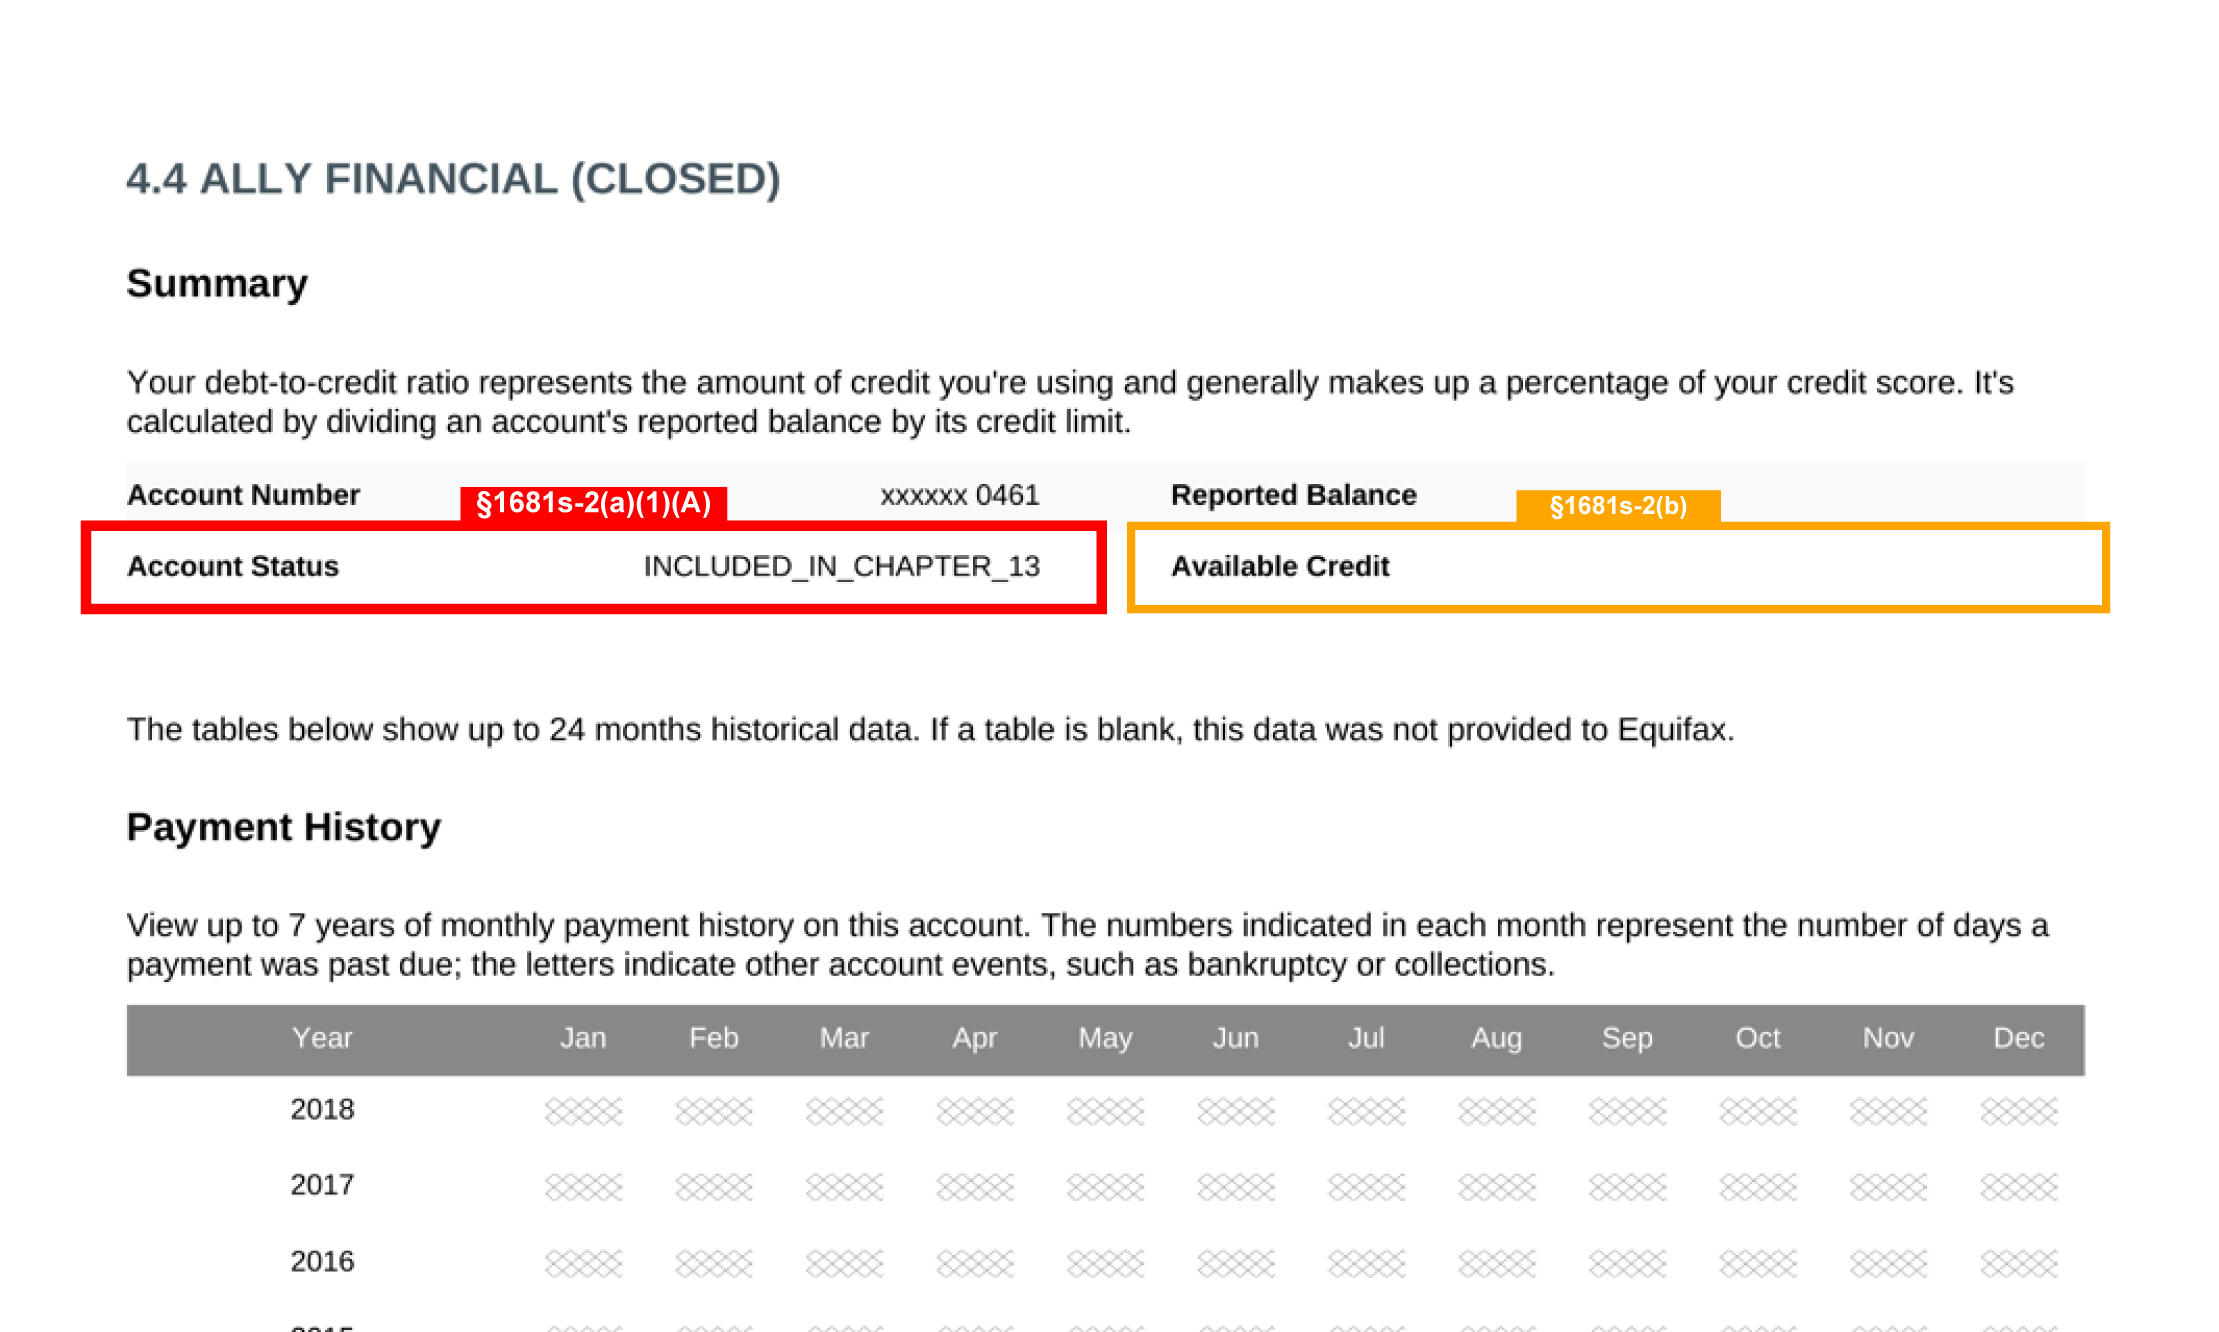 4.4 ALLY FINANCIAL (CLOSED)
Summary
Your debt-to-credit ratio represents the amount of credit you're using and generally makes up a percentage of your credit score. It's
calculated by dividing an account's reported balance by its credit limit.
Account Number §1681s-2(a)(1)(A) xxxxxx 0461 Reported Balance §1681s-2(b)
Account Status INCLUDED_IN_CHAPTER_13 Available Credit
The tables below show up to 24 months historical data. If a table is blank, this data was not provided to Equifax.
Payment History
View up to 7 years of monthly payment history on this account. The numbers indicated in each month represent the number of days a
payment was past due; the letters indicate other account events, such as bankruptcy or collections.
Year Jan Feb Mar Apr May Jun Jul Aug Sep Oct Nov Dec
2018
2017
2016
2015